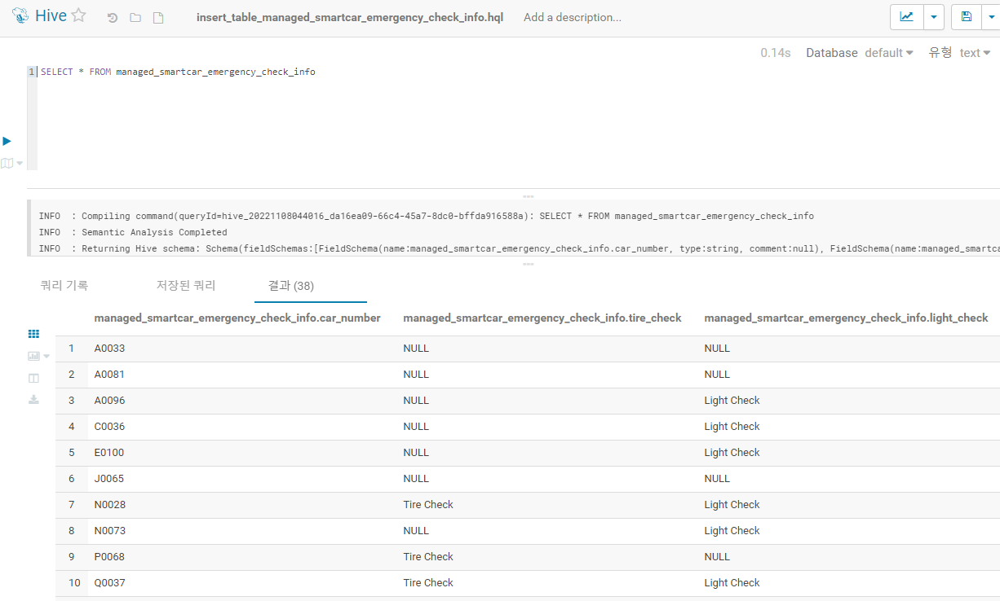 Hive insert_table_managed_smartcar_emergency_check_info.hql Add a description...
0.14s Database default 유형 text
1 SELECT * FROM managed_smartcar_emergency_check_info
INFO : Compiling command(queryId=hive_20221108044016_da16ea09-66c4-45a7-8dc0-bffda916588a): SELECT * FROM managed_smartcar_emergency_check_info
INFO : Semantic Analysis Completed
INFO : Returning Hive schema: Schema(fieldSchemas:[FieldSchema(name:managed_smartcar_emergency_check_info.car_number, type:string, comment:null), FieldSchema(name:managed_smartca
쿼리 기록 저장된 쿼리 결과 (38)
managed_smartcar_emergency_check_info.car_number managed_smartcar_emergency_check_info.tire_check managed_smartcar_emergency_check_info.light_check
1 A0033 NULL NULL
2 A0081 NULL NULL
3 A0096 NULL Light Check
4 C0036 NULL Light Check
5 E0100 NULL Light Check
6 J0065 NULL NULL
7 N0028 Tire Check Light Check
8 N0073 NULL Light Check
9 P0068 Tire Check NULL
10 Q0037 Tire Check Light Check